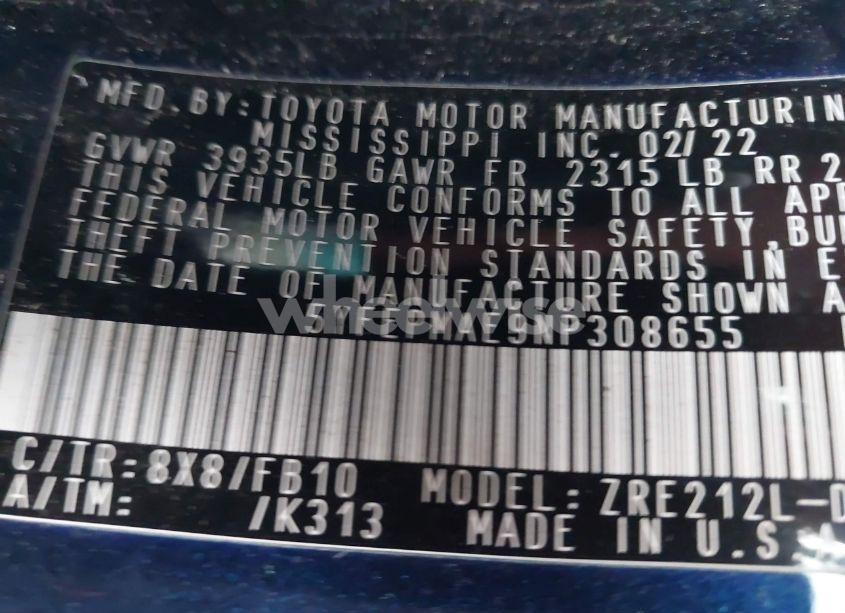 MFD. BY: TOYOTA MOTOR MANUFACTURIN
MISSISSIPPI INC. 02/22
GVWR 3935LB GAWR FR 2315 LB RR 2
THIS VEHICLE CONFORMS TO ALL APP
FEDERAL MOTOR VEHICLE SAFETY, BU
THEFT PREVENTION STANDARDS IN E
THE DATE OF MANUFACTURE SHOWN A
5YFEPMAE9NP308655
C/TR: 8X8/FB10 MODEL: ZRE212L-D
A/TM: /K313 MADE IN U.S.A